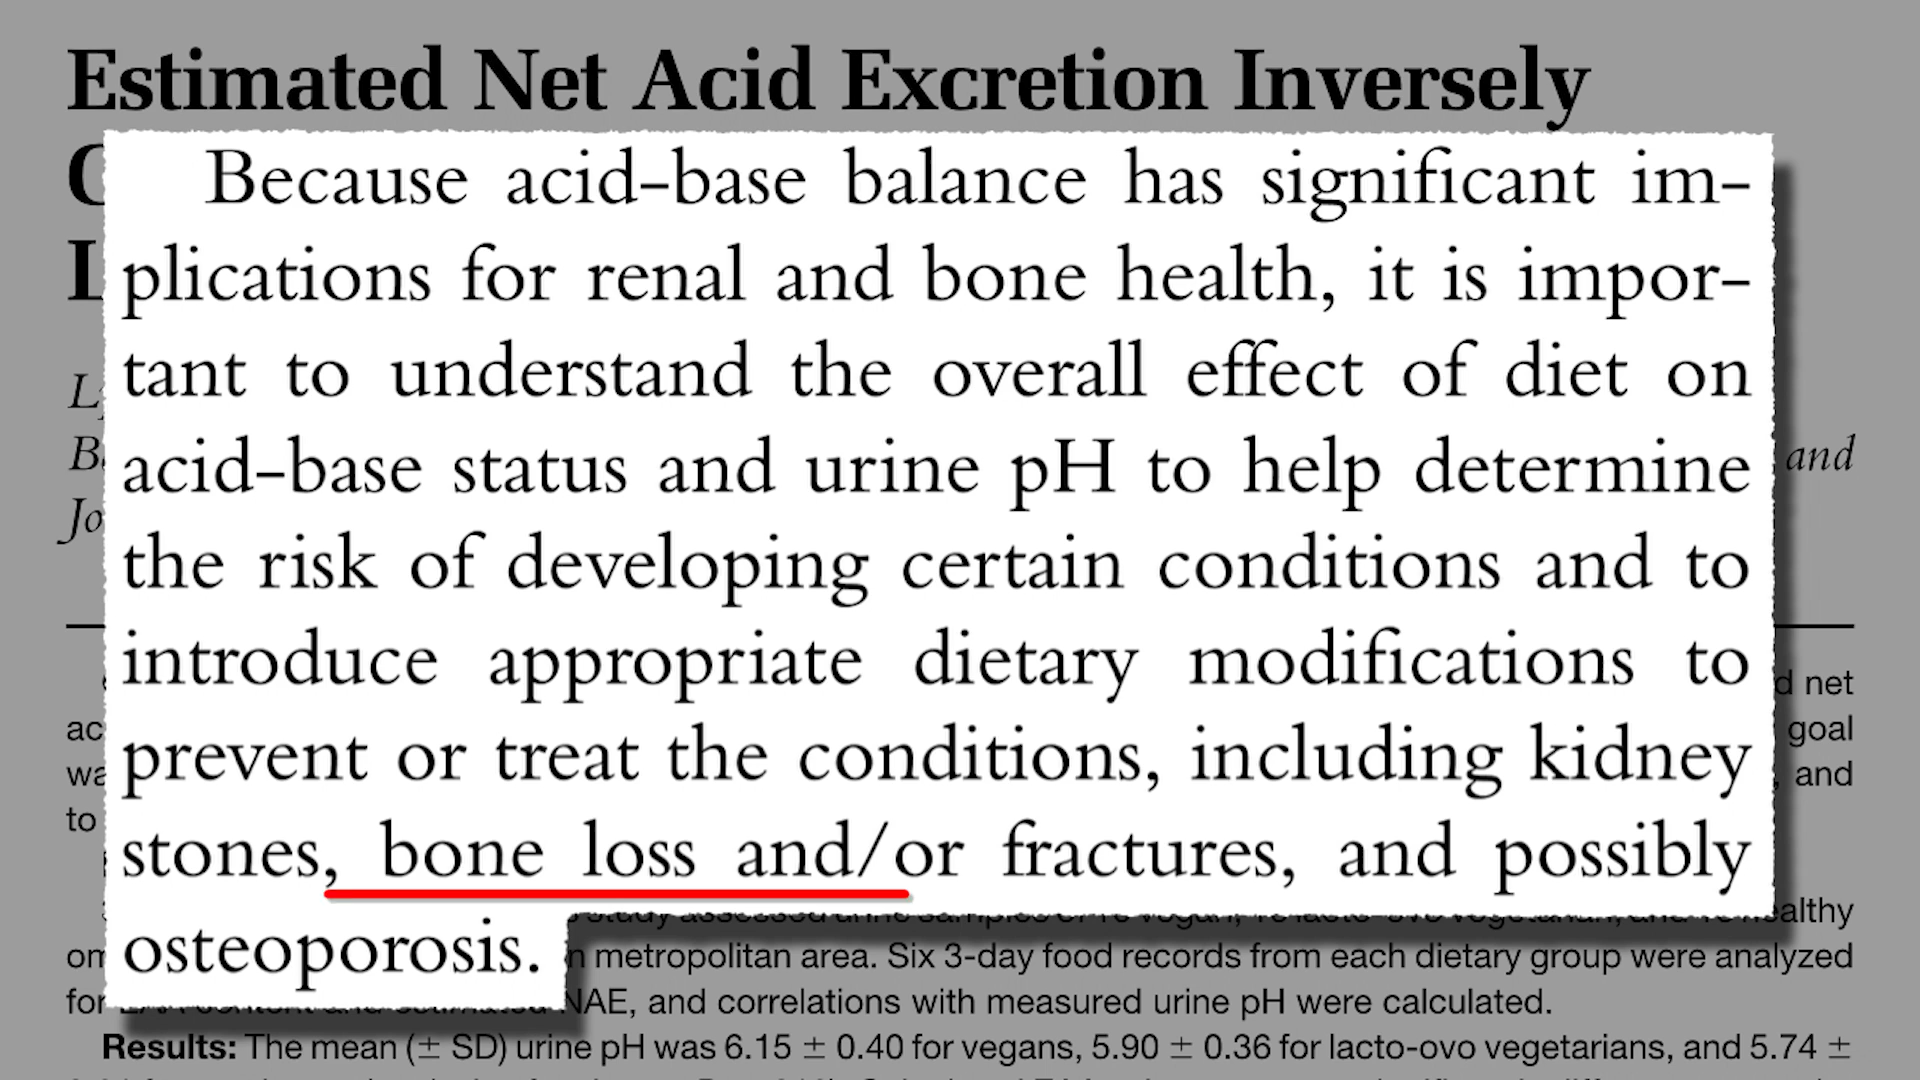 Estimated Net Acid Excretion Inversely
Because acid-base balance has significant im-
plications for renal and bone health, it is impor-
tant to understand the overall effect of diet on
acid-base status and urine pH to help determine
and
the risk of developing certain conditions and to
introduce appropriate dietary modifications to
net
prevent or treat the conditions, including kidney
goal
and
to
stones, bone loss and/or fractures, and possibly
osteoporosis.
metropolitan area. Six 3-day food records from each dietary group were analyzed
for NAE, and correlations with measured urine pH were calculated.
Results: The mean (± SD) urine pH was 6.15 ± 0.40 for vegans, 5.90 ± 0.36 for lacto-ovo vegetarians, and 5.74 ±